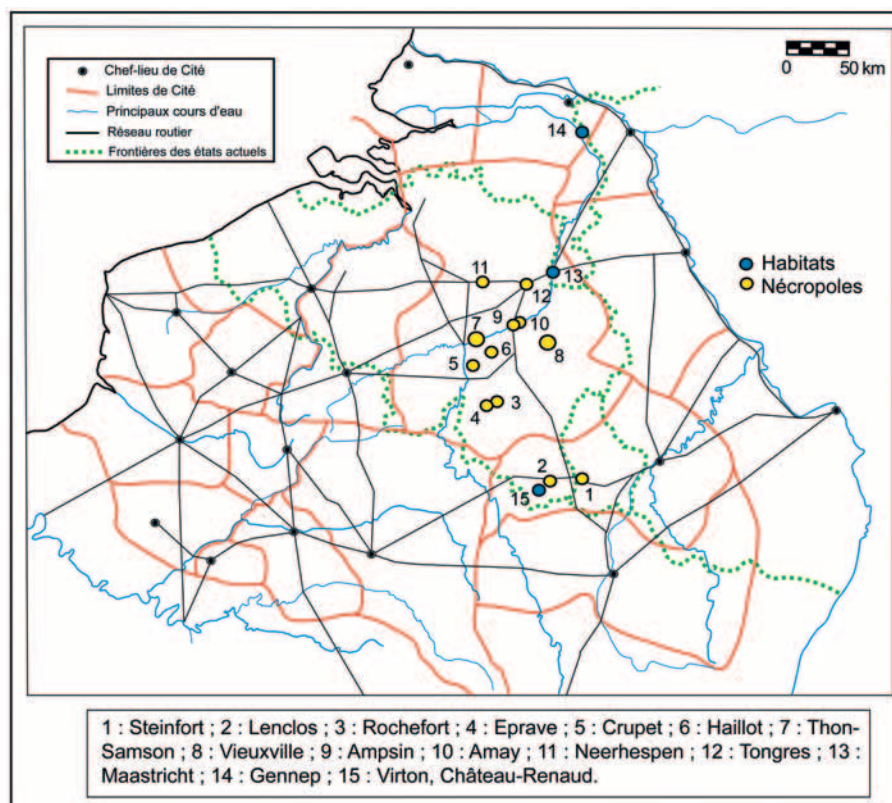 Chef-lieu de Cité
Limites de Cité
Principaux cours d'eau
Réseau routier
Frontières des états actuels
0 50 km
14
Habitats
Nécropoles
11
13
12
7
9
10
6
8
5
4
3
2
1
15
1 : Steinfort ; 2 : Lenclos ; 3 : Rochefort ; 4 : Eprave ; 5 : Crupet ; 6 : Haillot ; 7 : Thon-
Samson ; 8 : Vieuxville ; 9 : Ampsin ; 10 : Amay ; 11 : Neerhespen ; 12 : Tongres ; 13 :
Maastricht ; 14 : Gennep ; 15 : Virton, Château-Renaud.